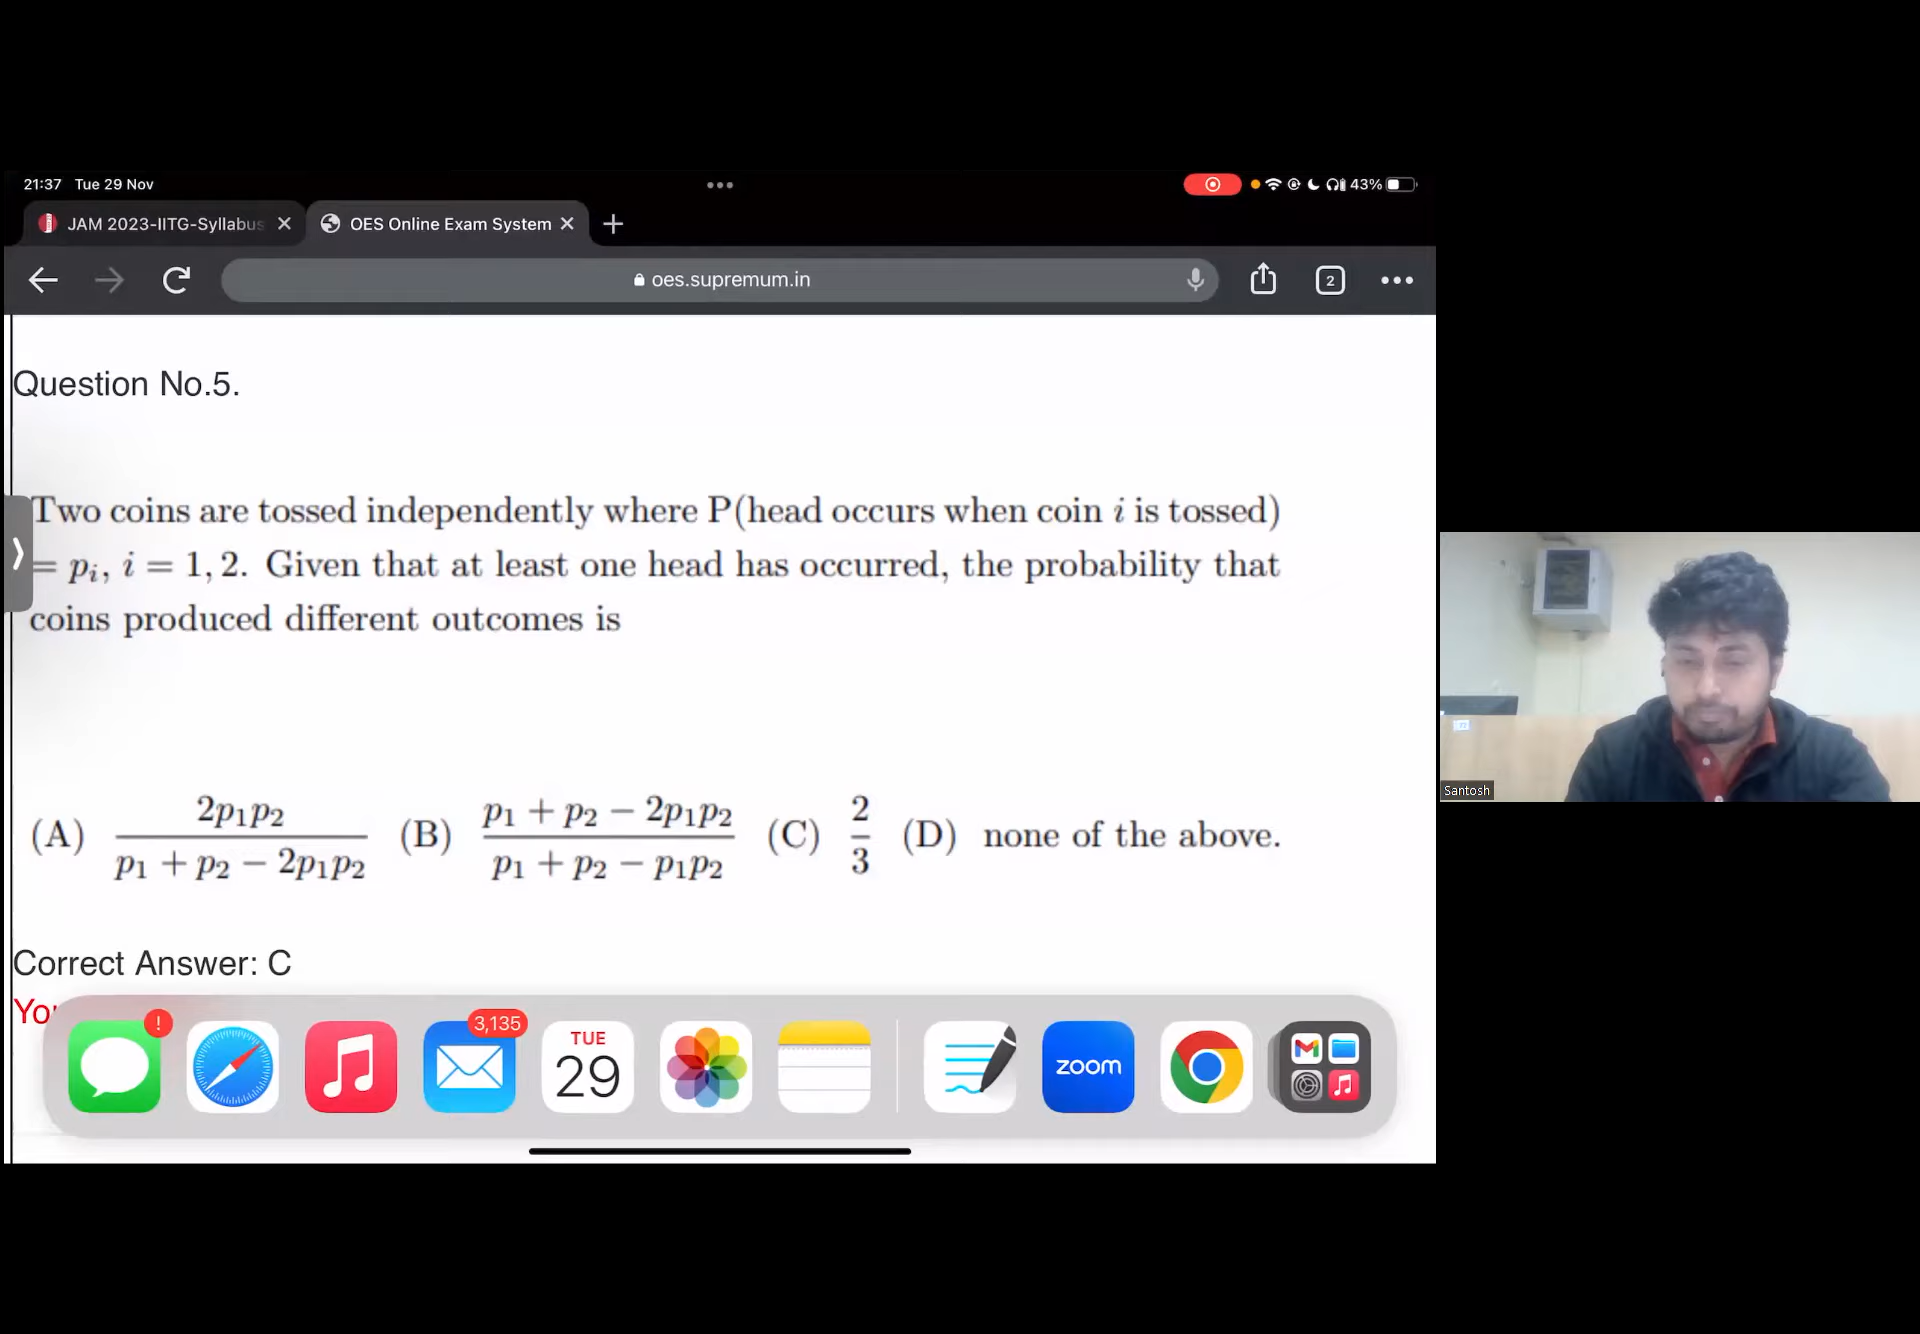 21:37 Tue 29 Nov
43%
JAM 2023-IITG-Syllabus
OES Online Exam System
oes.supremum.in
2
Question No.5.
Two coins are tossed independently where P(head occurs when coin i is tossed)
= pᵢ, i = 1, 2. Given that at least one head has occurred, the probability that
coins produced different outcomes is
(A) 2p₁p₂ / (p₁ + p₂ − 2p₁p₂) (B) (p₁ + p₂ − 2p₁p₂) / (p₁ + p₂ − p₁p₂) (C) 2/3 (D) none of the above.
Correct Answer: C
Santosh
!
3,135
TUE
29
zoom